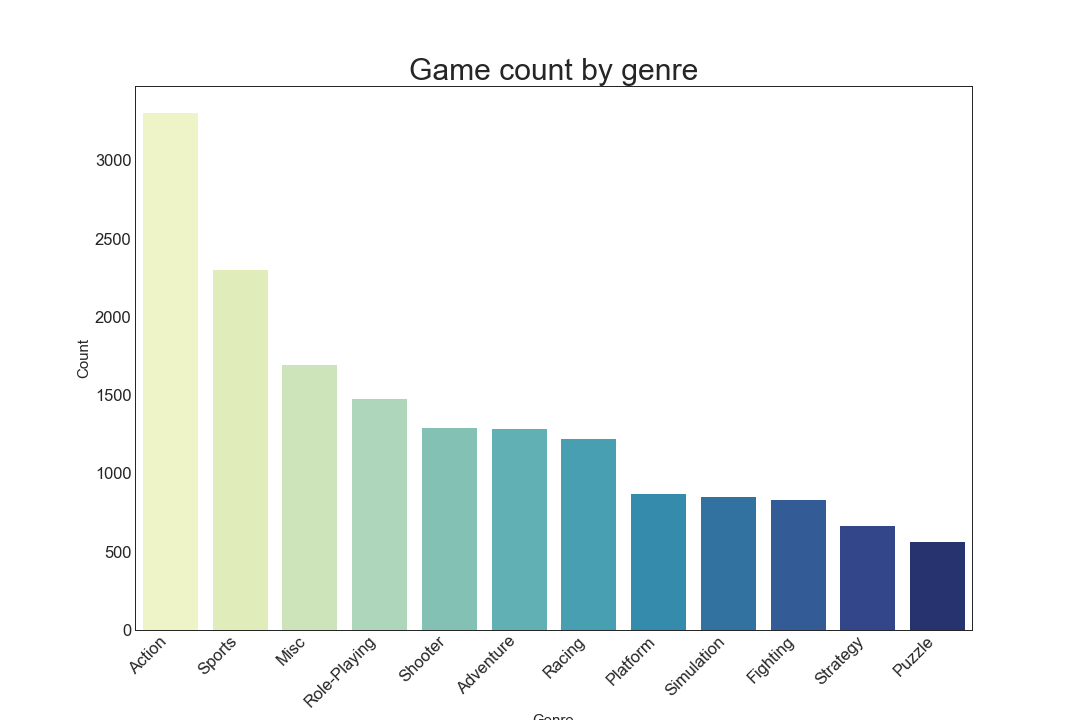 Game count by genre
3000
2500
2000
1500
1000
500
0
Count
Action
Sports
Misc
Role-Playing
Shooter
Adventure
Racing
Platform
Simulation
Fighting
Strategy
Puzzle
Genre